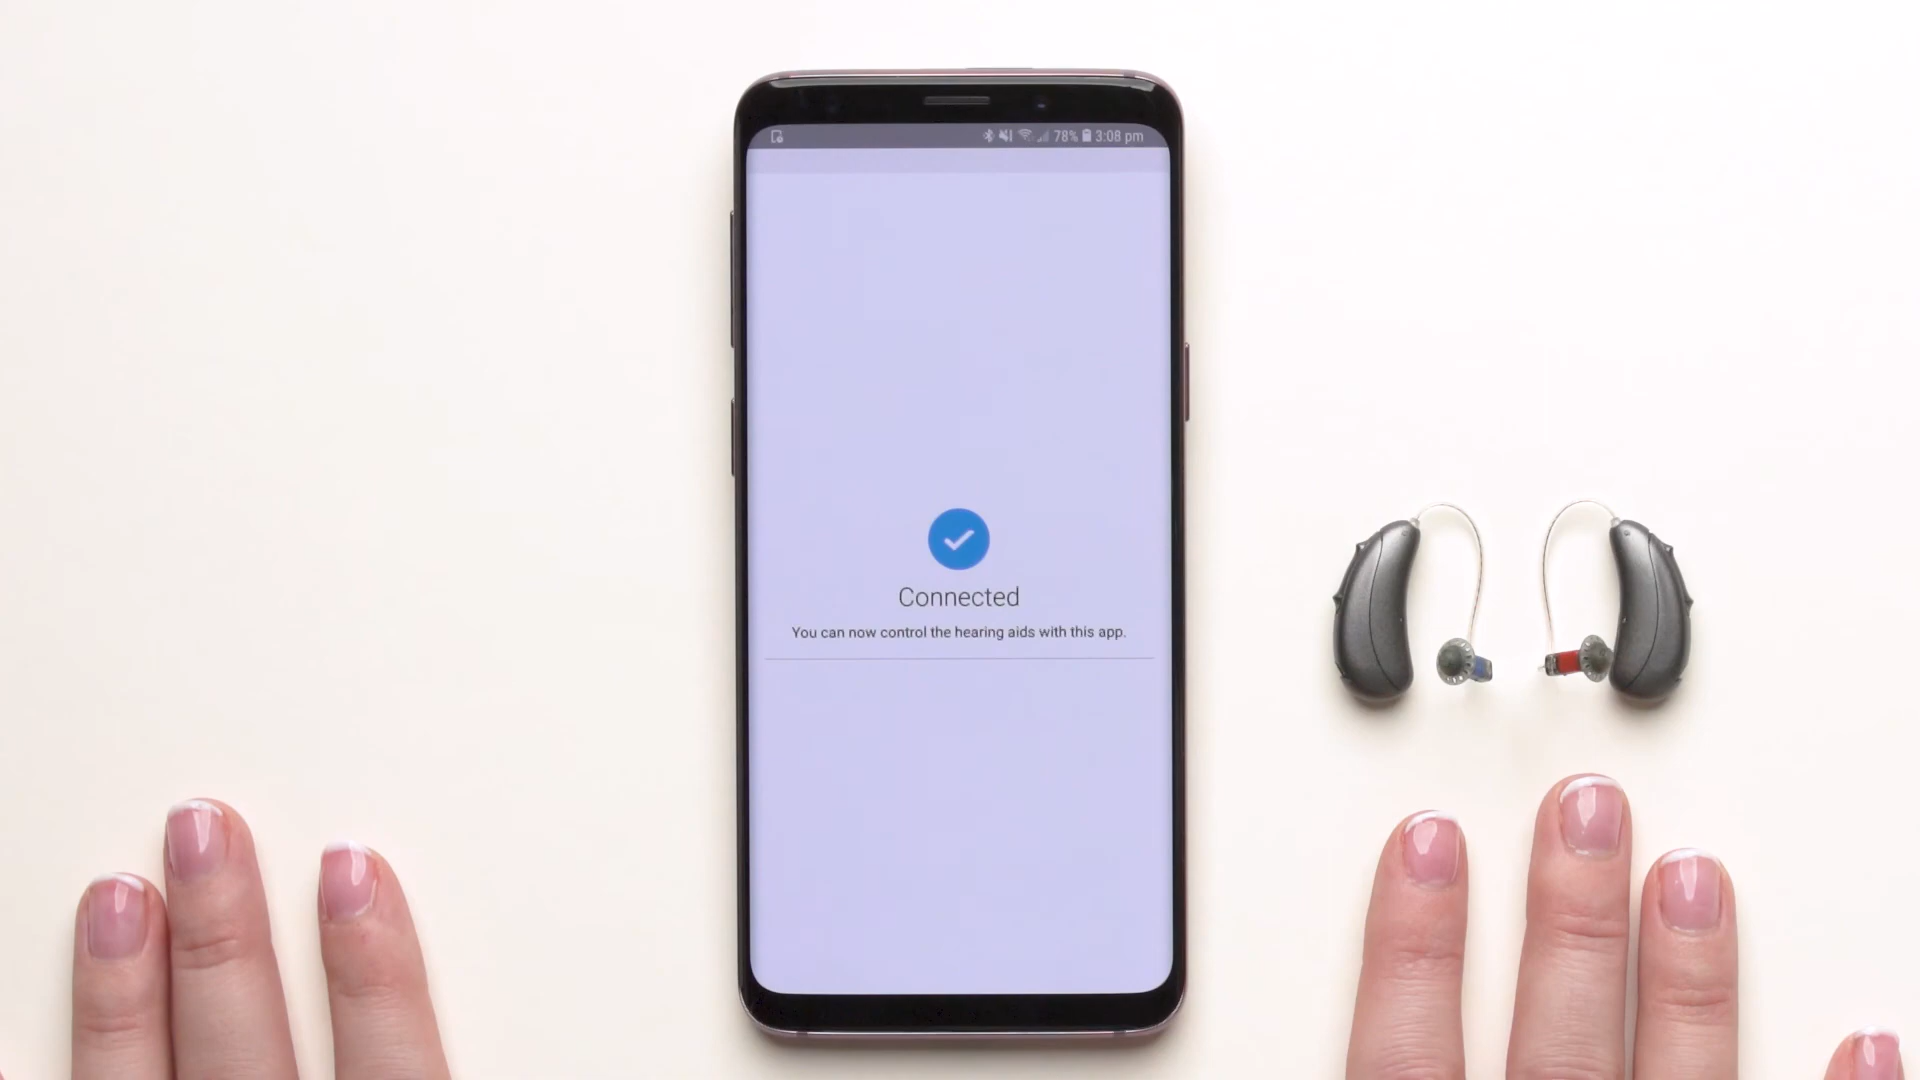 78% 3:08 pm
Connected
You can now control the hearing aids with this app.